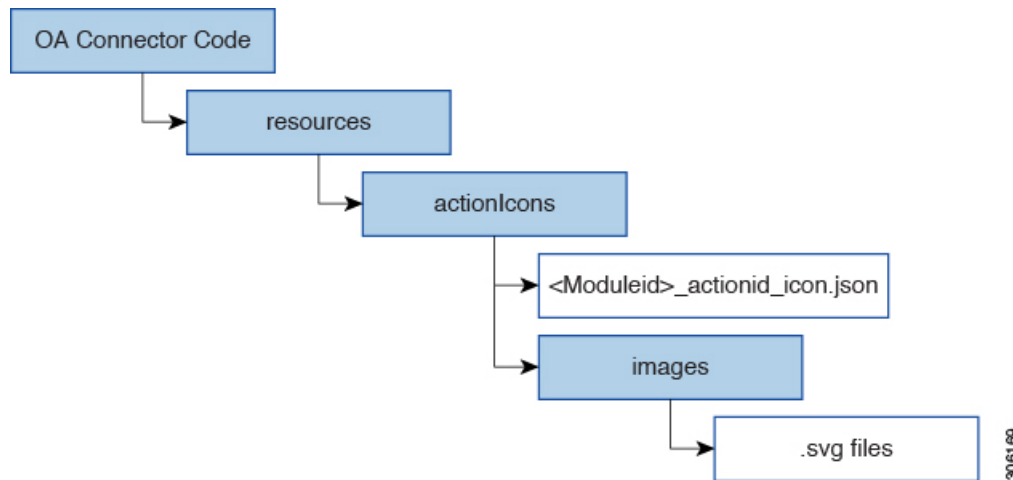 OA Connector Code
resources
actionIcons
<Moduleid>_actionid_icon.json
images
.svg files
306169